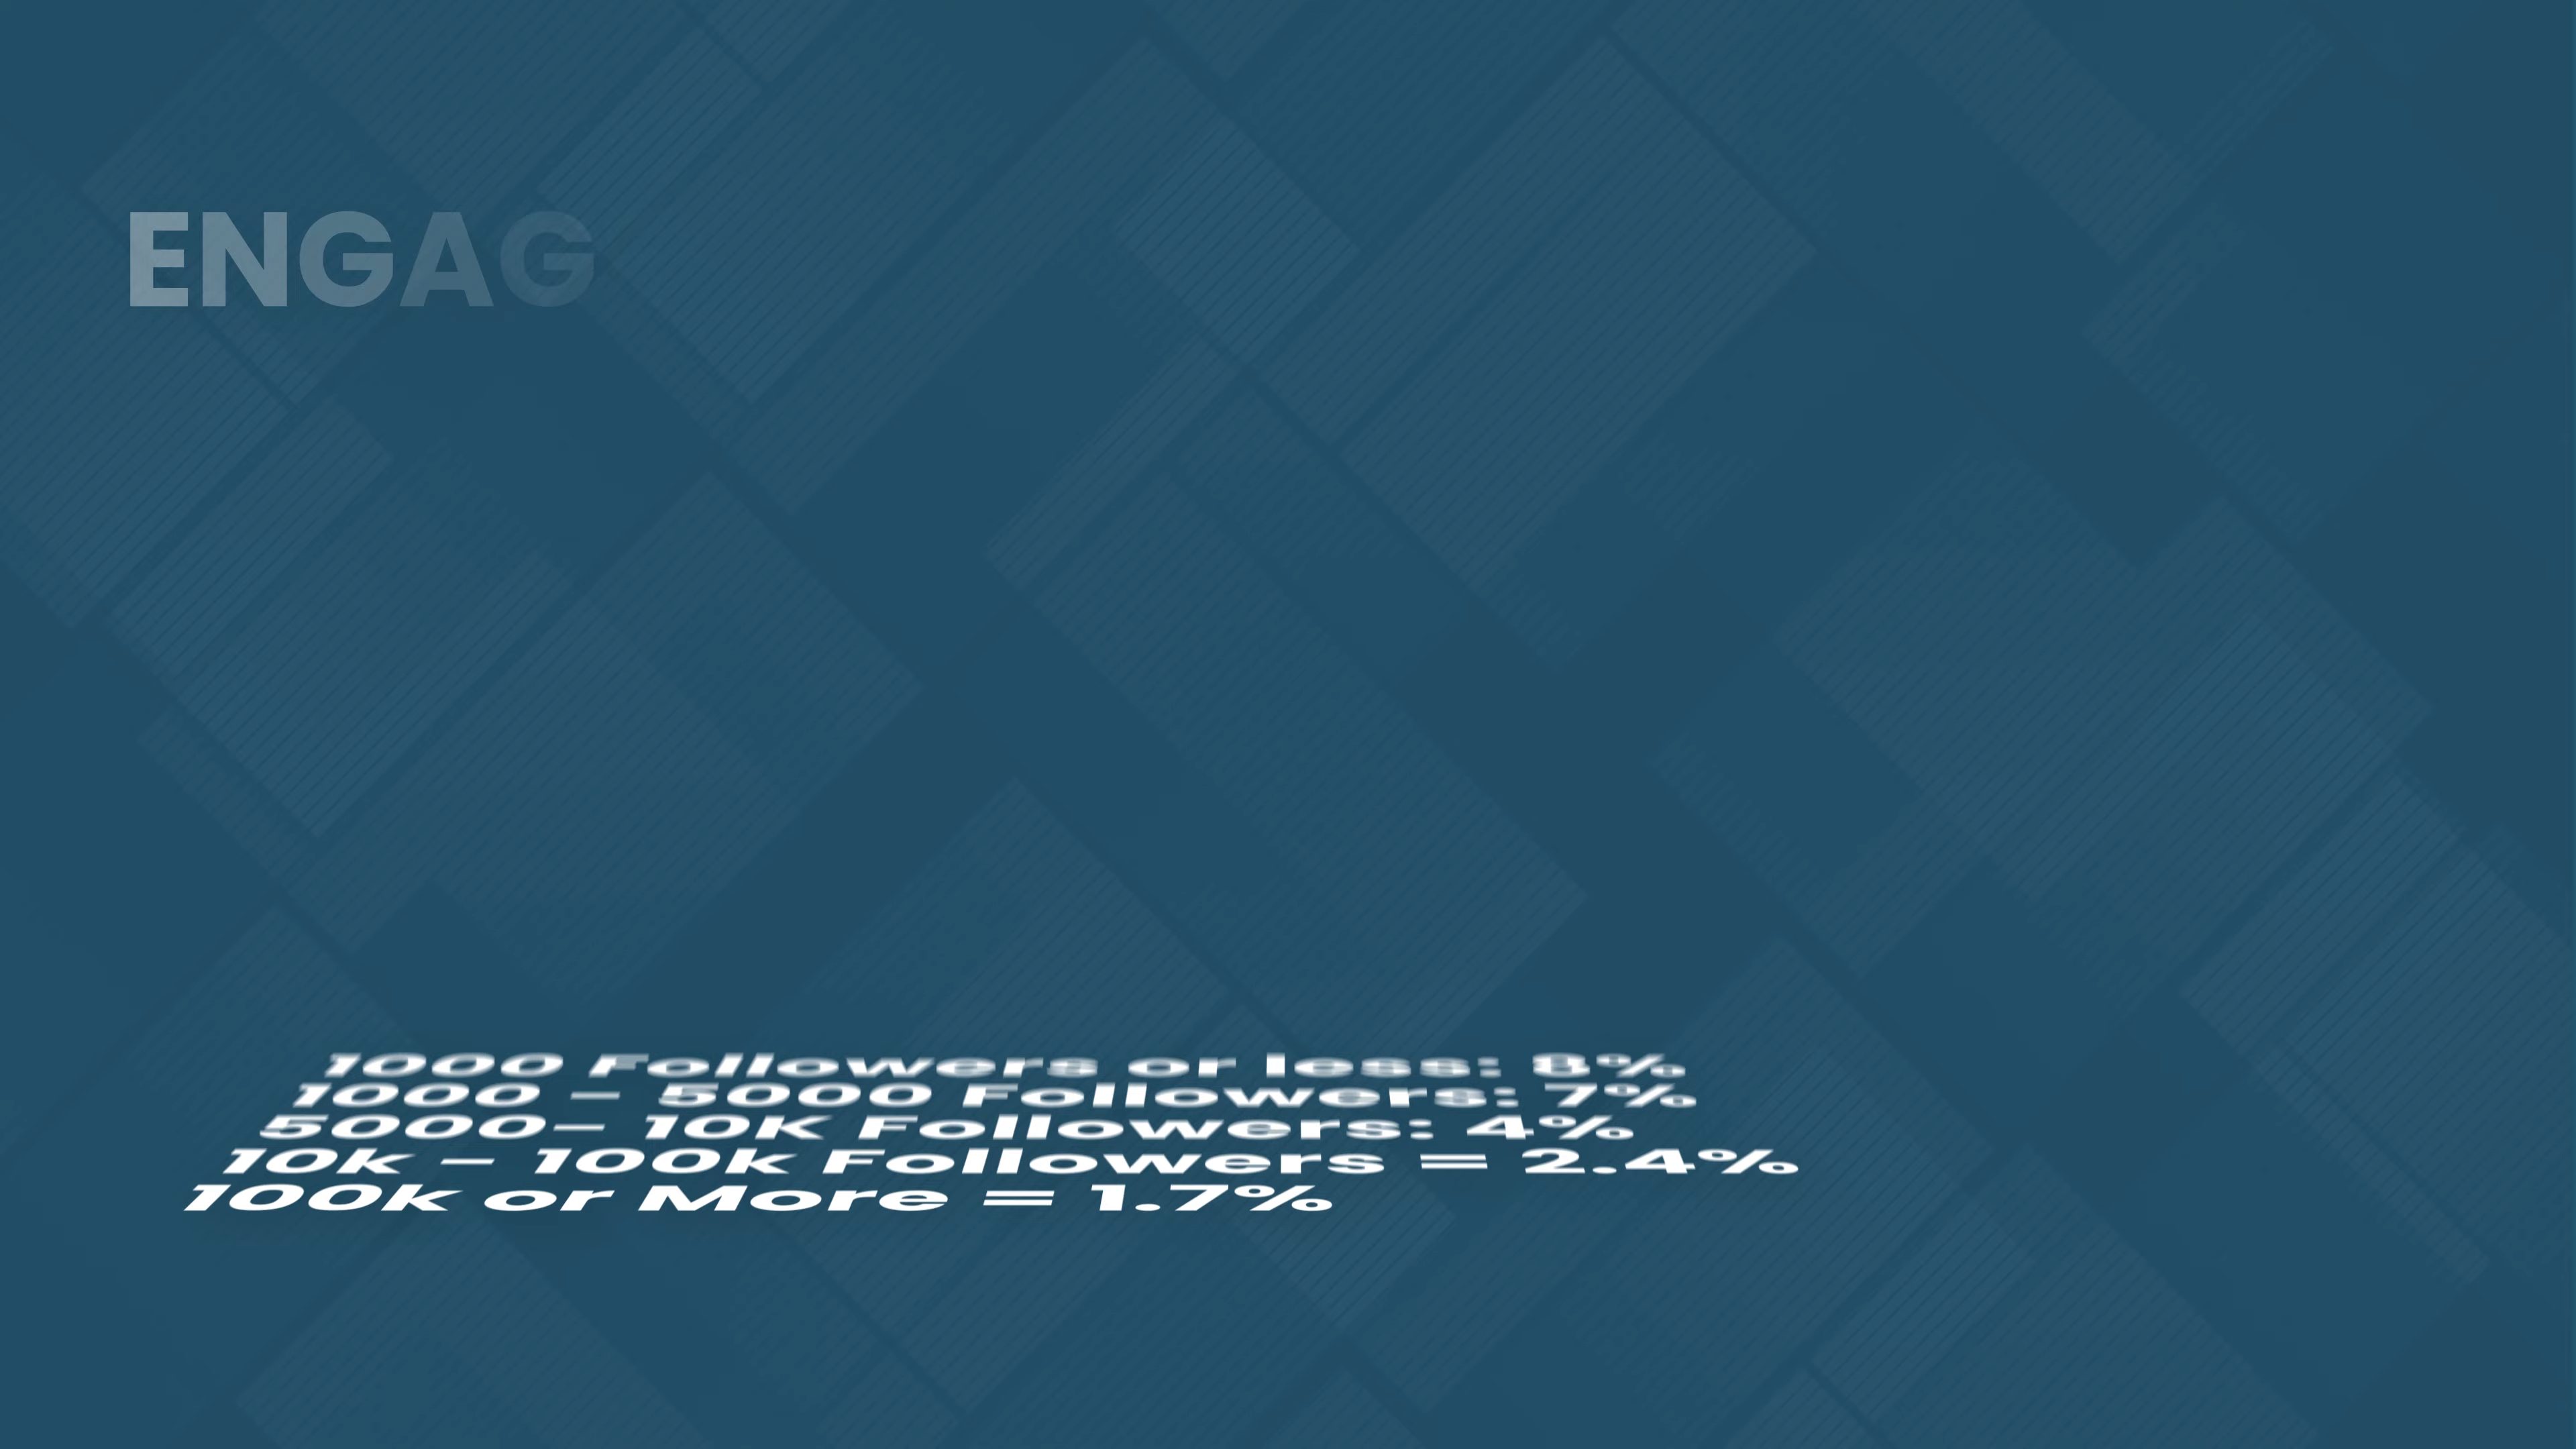 ENGAG
1000 Followers or less: 8%
1000 – 5000 Followers: 7%
5000– 10K Followers: 4%
10k – 100k Followers = 2.4%
100k or More = 1.7%